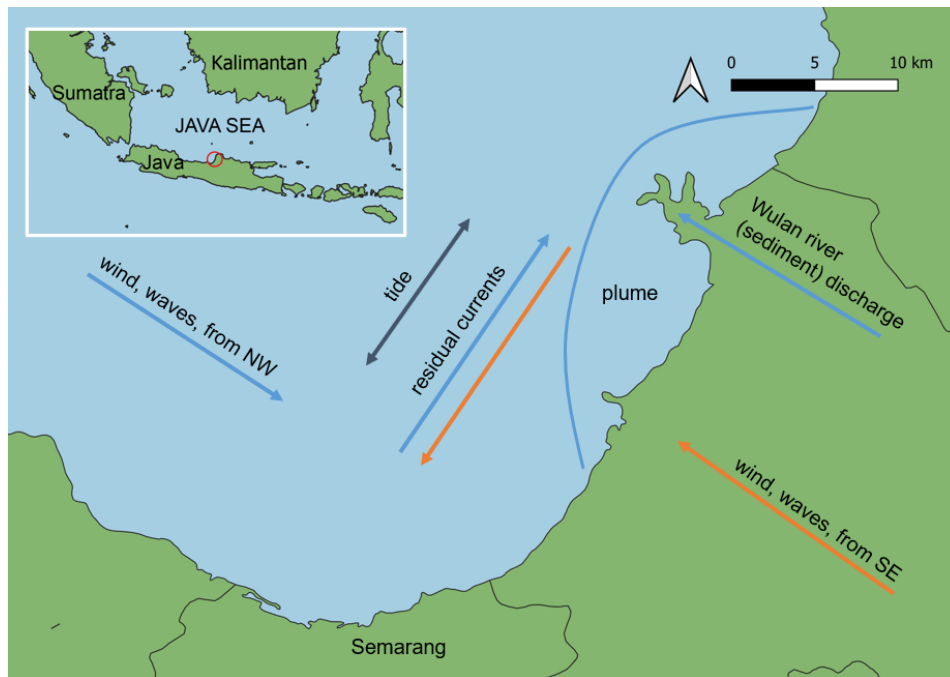 Kalimantan
Sumatra
JAVA SEA
Java
0 5 10 km
Wulan river
(sediment) discharge
wind, waves, from NW
tide
residual currents
plume
wind, waves, from SE
Semarang